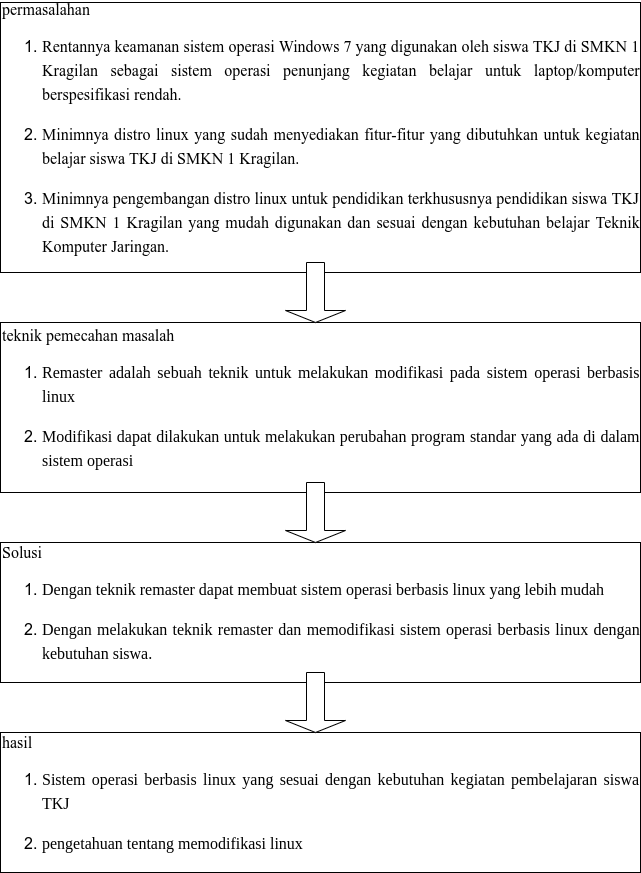 permasalahan
1. Rentannya keamanan sistem operasi Windows 7 yang digunakan oleh siswa TKJ di SMKN 1
Kragilan sebagai sistem operasi penunjang kegiatan belajar untuk laptop/komputer
berspesifikasi rendah.
2. Minimnya distro linux yang sudah menyediakan fitur-fitur yang dibutuhkan untuk kegiatan
belajar siswa TKJ di SMKN 1 Kragilan.
3. Minimnya pengembangan distro linux untuk pendidikan terkhususnya pendidikan siswa TKJ
di SMKN 1 Kragilan yang mudah digunakan dan sesuai dengan kebutuhan belajar Teknik
Komputer Jaringan.
teknik pemecahan masalah
1. Remaster adalah sebuah teknik untuk melakukan modifikasi pada sistem operasi berbasis
linux
2. Modifikasi dapat dilakukan untuk melakukan perubahan program standar yang ada di dalam
sistem operasi
Solusi
1. Dengan teknik remaster dapat membuat sistem operasi berbasis linux yang lebih mudah
2. Dengan melakukan teknik remaster dan memodifikasi sistem operasi berbasis linux dengan
kebutuhan siswa.
hasil
1. Sistem operasi berbasis linux yang sesuai dengan kebutuhan kegiatan pembelajaran siswa
TKJ
2. pengetahuan tentang memodifikasi linux